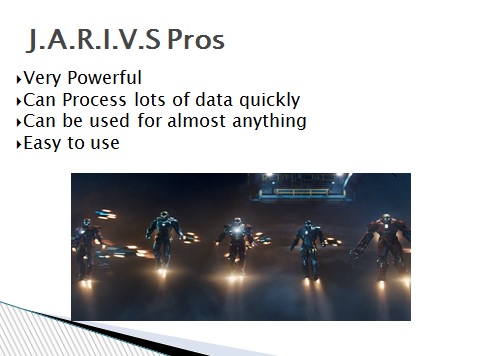 J.A.R.I.V.S Pros
Very Powerful
Can Process lots of data quickly
Can be used for almost anything
Easy to use